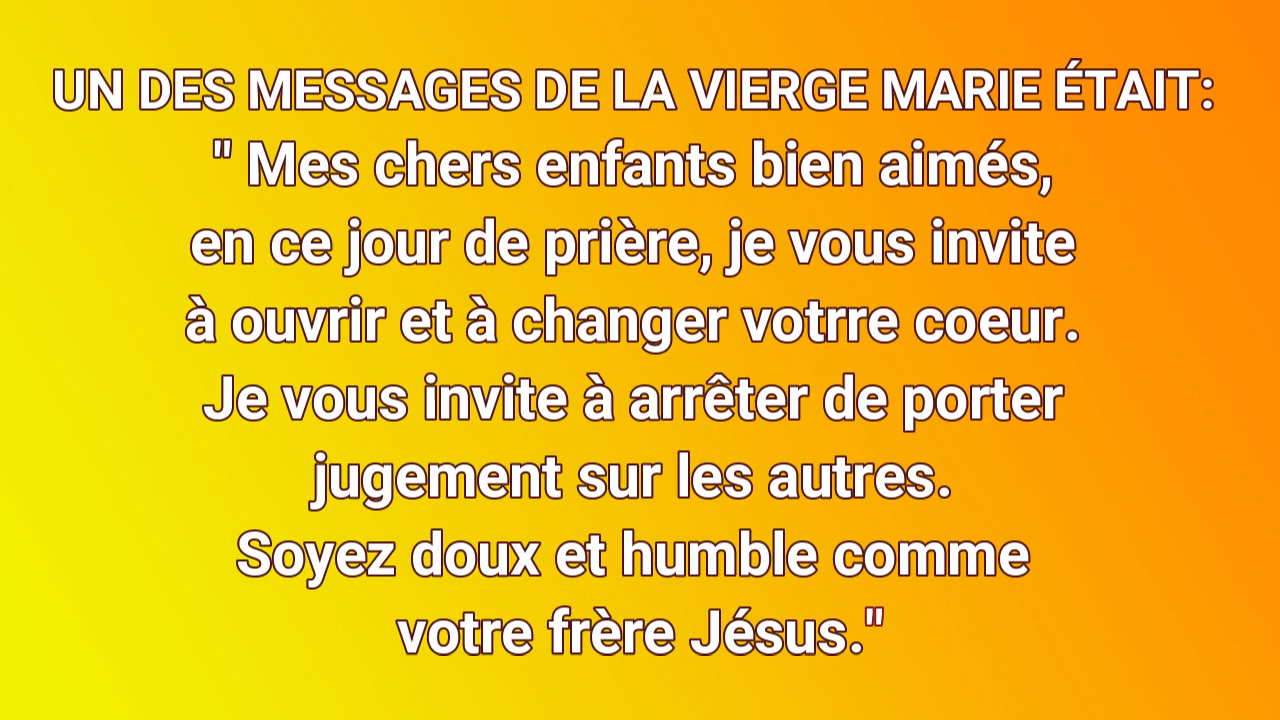 UN DES MESSAGES DE LA VIERGE MARIE ÉTAIT:
" Mes chers enfants bien aimés,
en ce jour de prière, je vous invite
à ouvrir et à changer votrre coeur.
Je vous invite à arrêter de porter
jugement sur les autres.
Soyez doux et humble comme
votre frère Jésus."